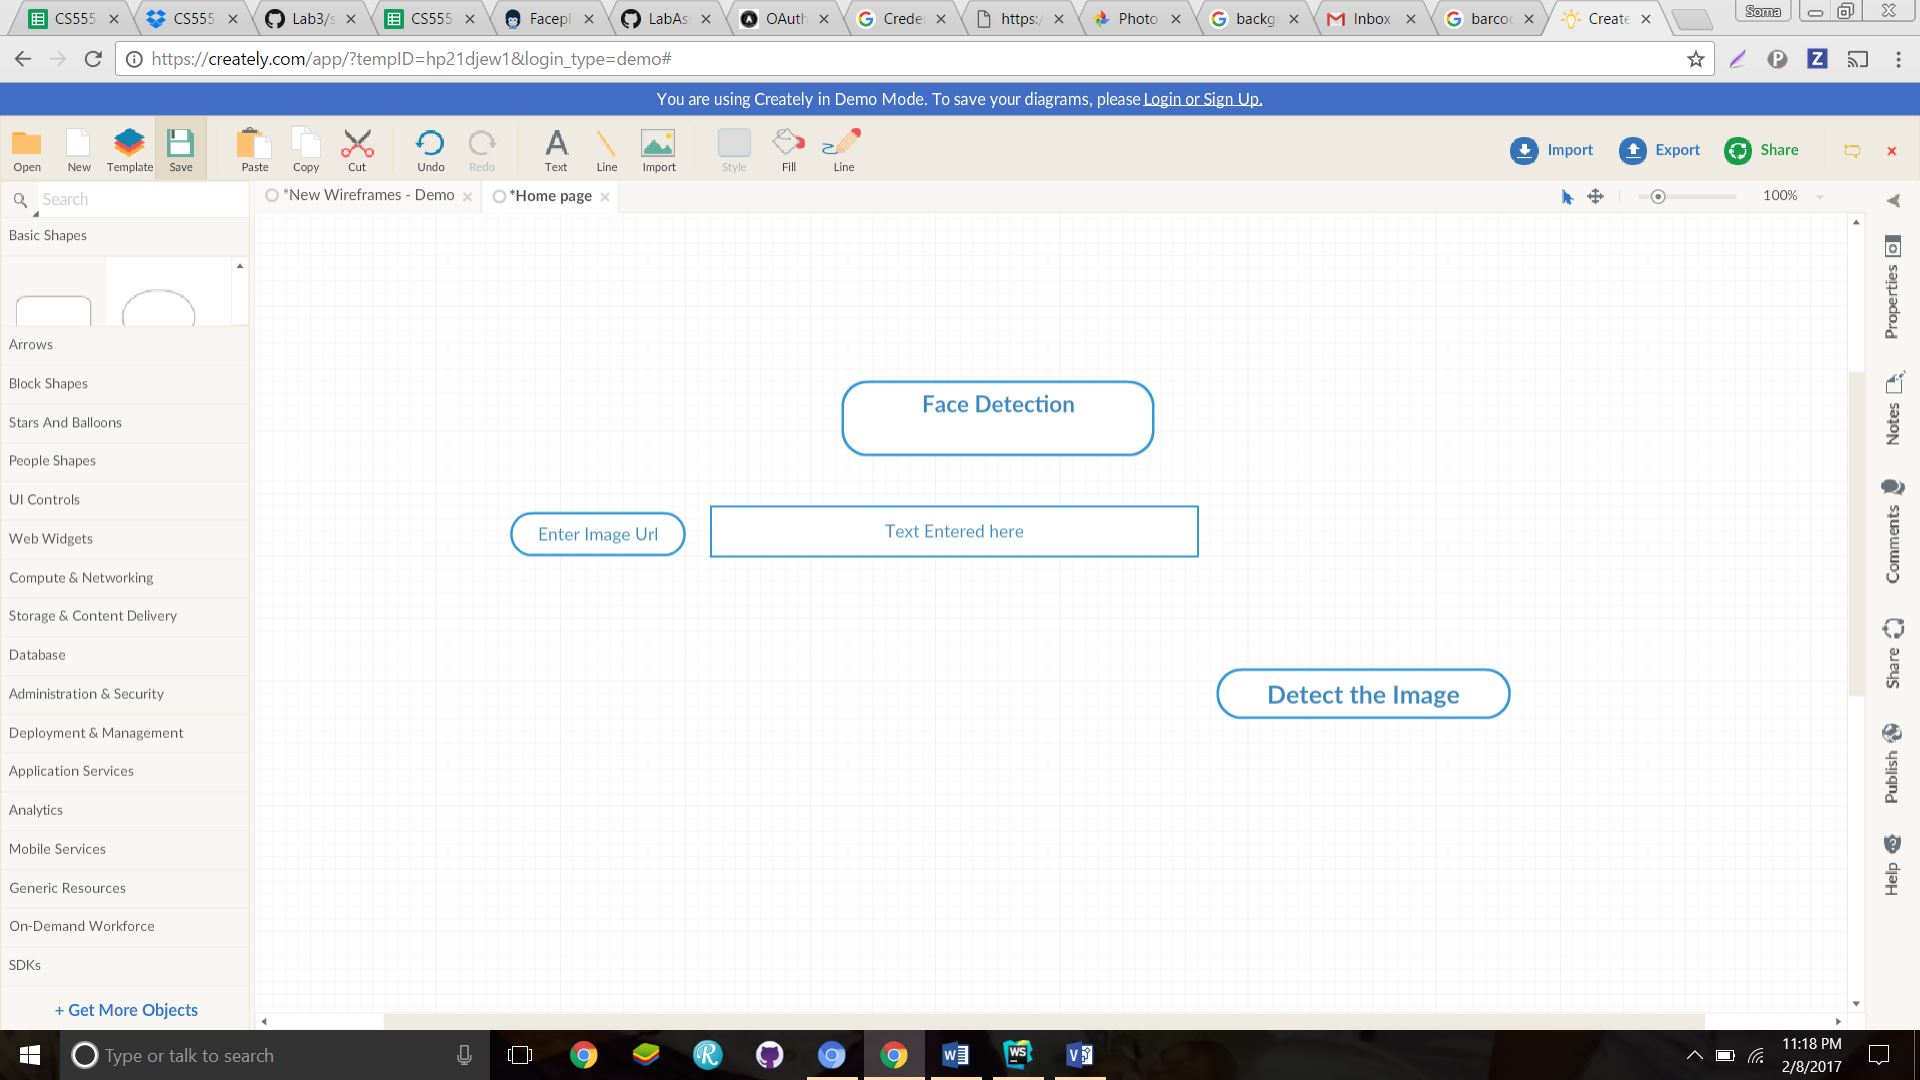 CS555
CS555
Lab3/s
CS555
Facepl
LabAs
OAuth
Creder
https:/
Photo
backg
Inbox
barcod
Create
Soma
https://creately.com/app/?tempID=hp21djew1&login_type=demo#
You are using Creately in Demo Mode. To save your diagrams, please Login or Sign Up.
Open
New
Template
Save
Paste
Copy
Cut
Undo
Redo
Text
Line
Import
Style
Fill
Line
Import
Export
Share
Search
*New Wireframes - Demo
*Home page
100%
Basic Shapes
Arrows
Block Shapes
Stars And Balloons
People Shapes
UI Controls
Web Widgets
Compute & Networking
Storage & Content Delivery
Database
Administration & Security
Deployment & Management
Application Services
Analytics
Mobile Services
Generic Resources
On-Demand Workforce
SDKs
+ Get More Objects
Face Detection
Enter Image Url
Text Entered here
Detect the Image
Properties
Notes
Comments
Share
Publish
Help
Type or talk to search
11:18 PM
2/8/2017